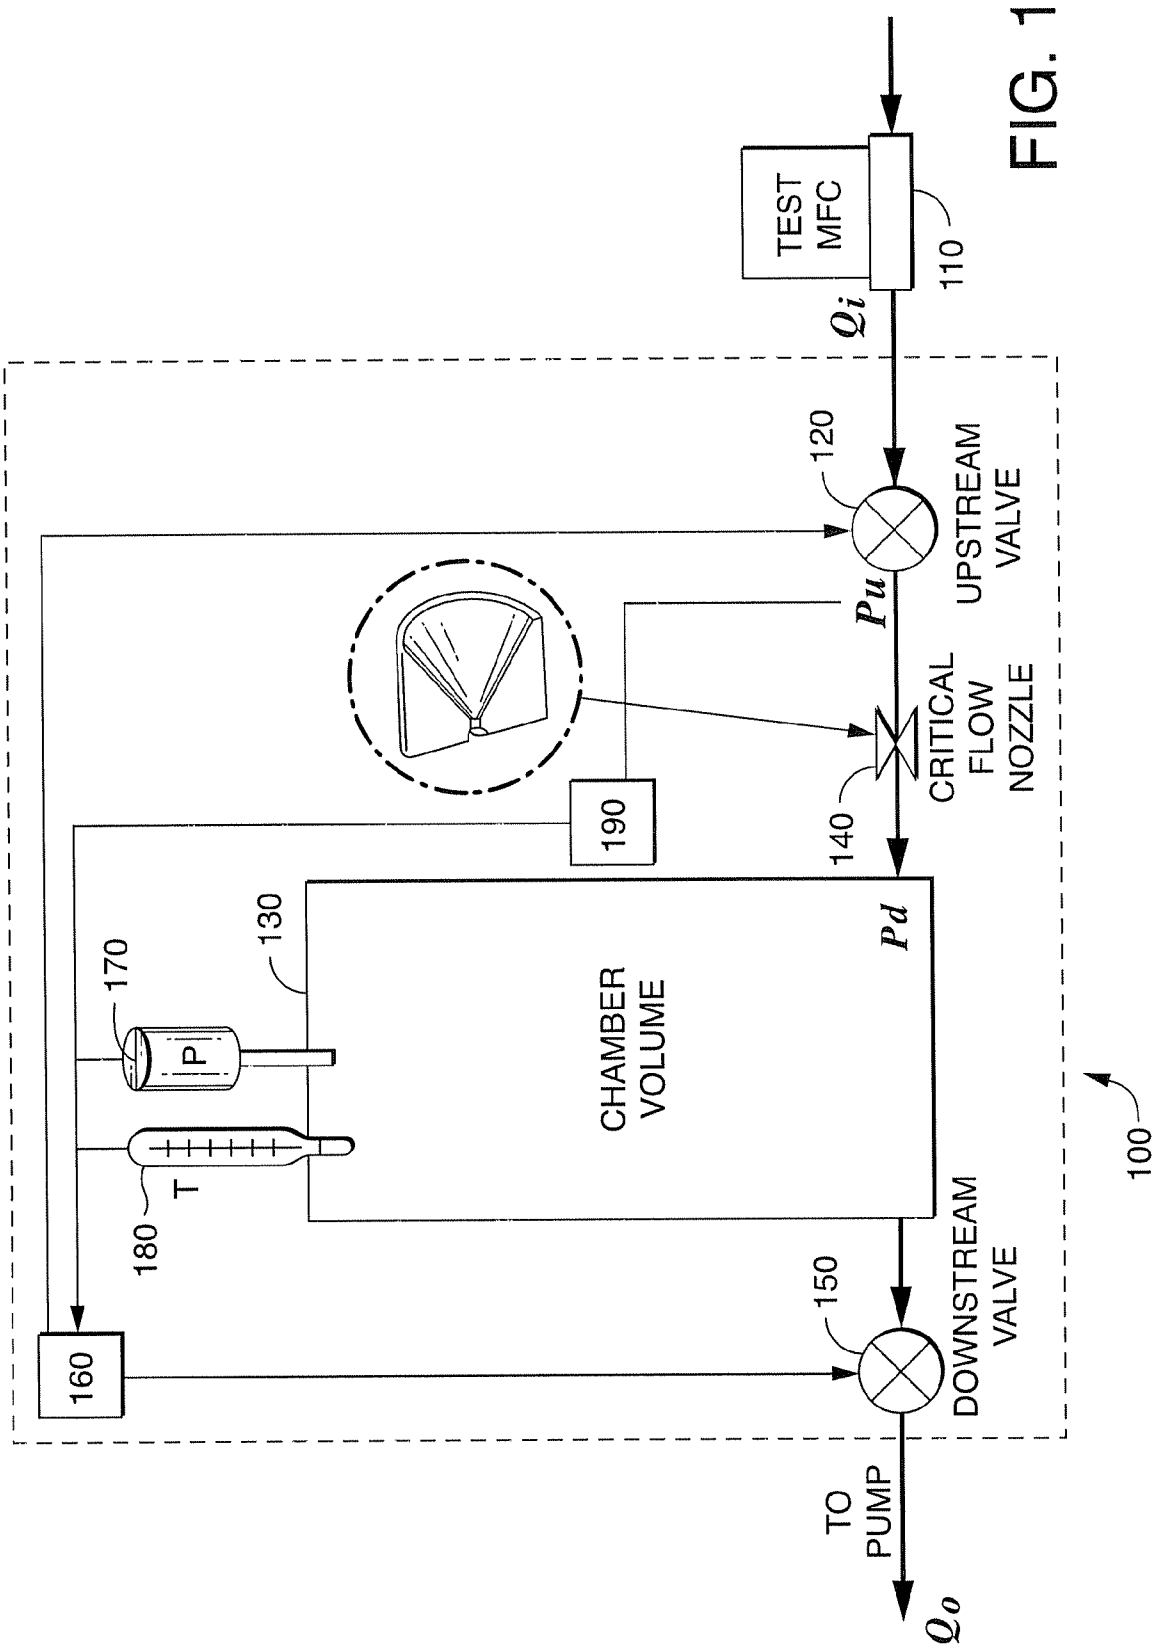 FIG. 1
160
170
180
T
P
130
190
CHAMBER
VOLUME
TEST
MFC
110
Qi
120
UPSTREAM
VALVE
Pu
140
CRITICAL
FLOW
NOZZLE
Pd
150
DOWNSTREAM
VALVE
TO
PUMP
Qo
100